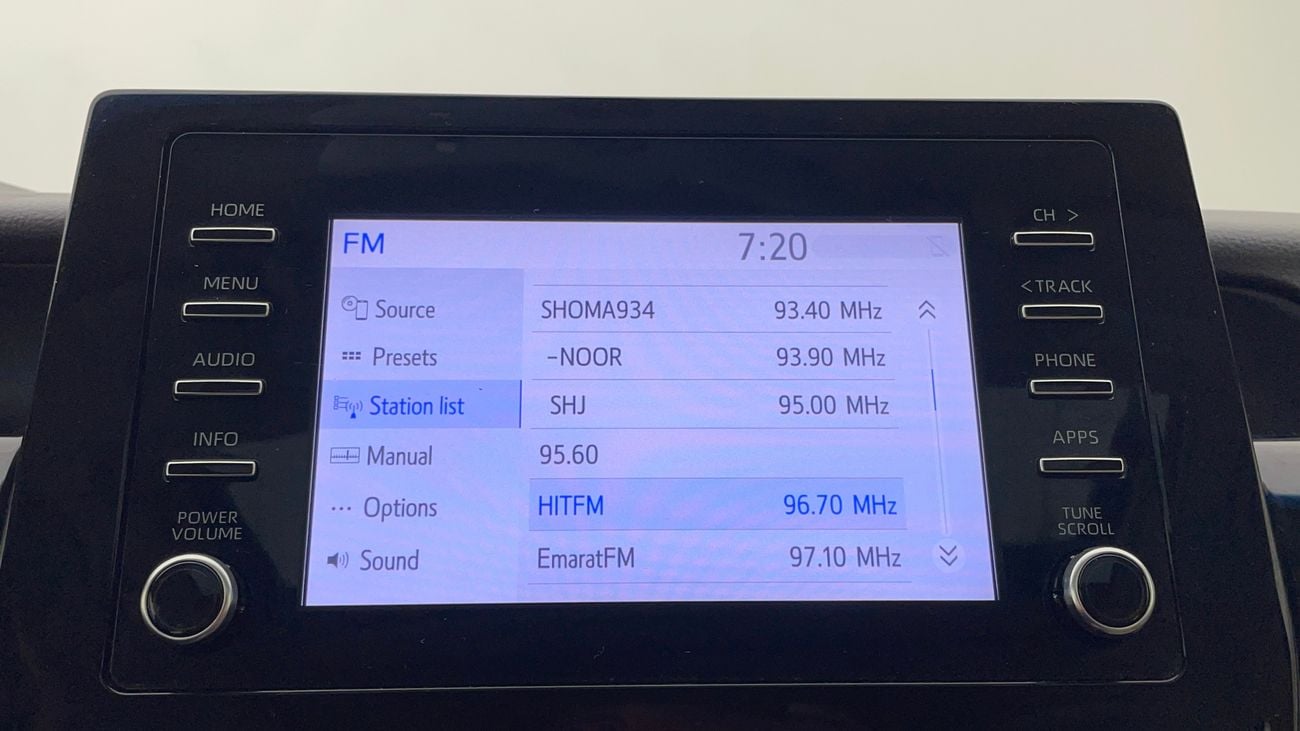 HOME
MENU
AUDIO
INFO
POWER
VOLUME
FM 7:20
Source
Presets
Station list
Manual
Options
Sound
SHOMA934 93.40 MHz
-NOOR 93.90 MHz
SHJ 95.00 MHz
95.60
HITFM 96.70 MHz
EmaratFM 97.10 MHz
CH >
<TRACK
PHONE
APPS
TUNE
SCROLL